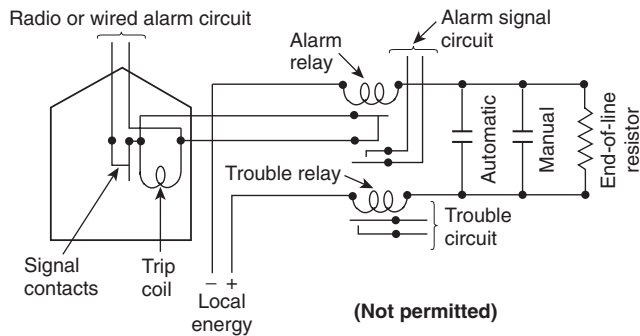 Radio or wired alarm circuit
Alarm signal
circuit
Alarm
relay
Automatic
Manual
End-of-line
resistor
Trouble relay
Trouble
circuit
Signal
contacts
Trip
coil
– +
Local
energy
(Not permitted)